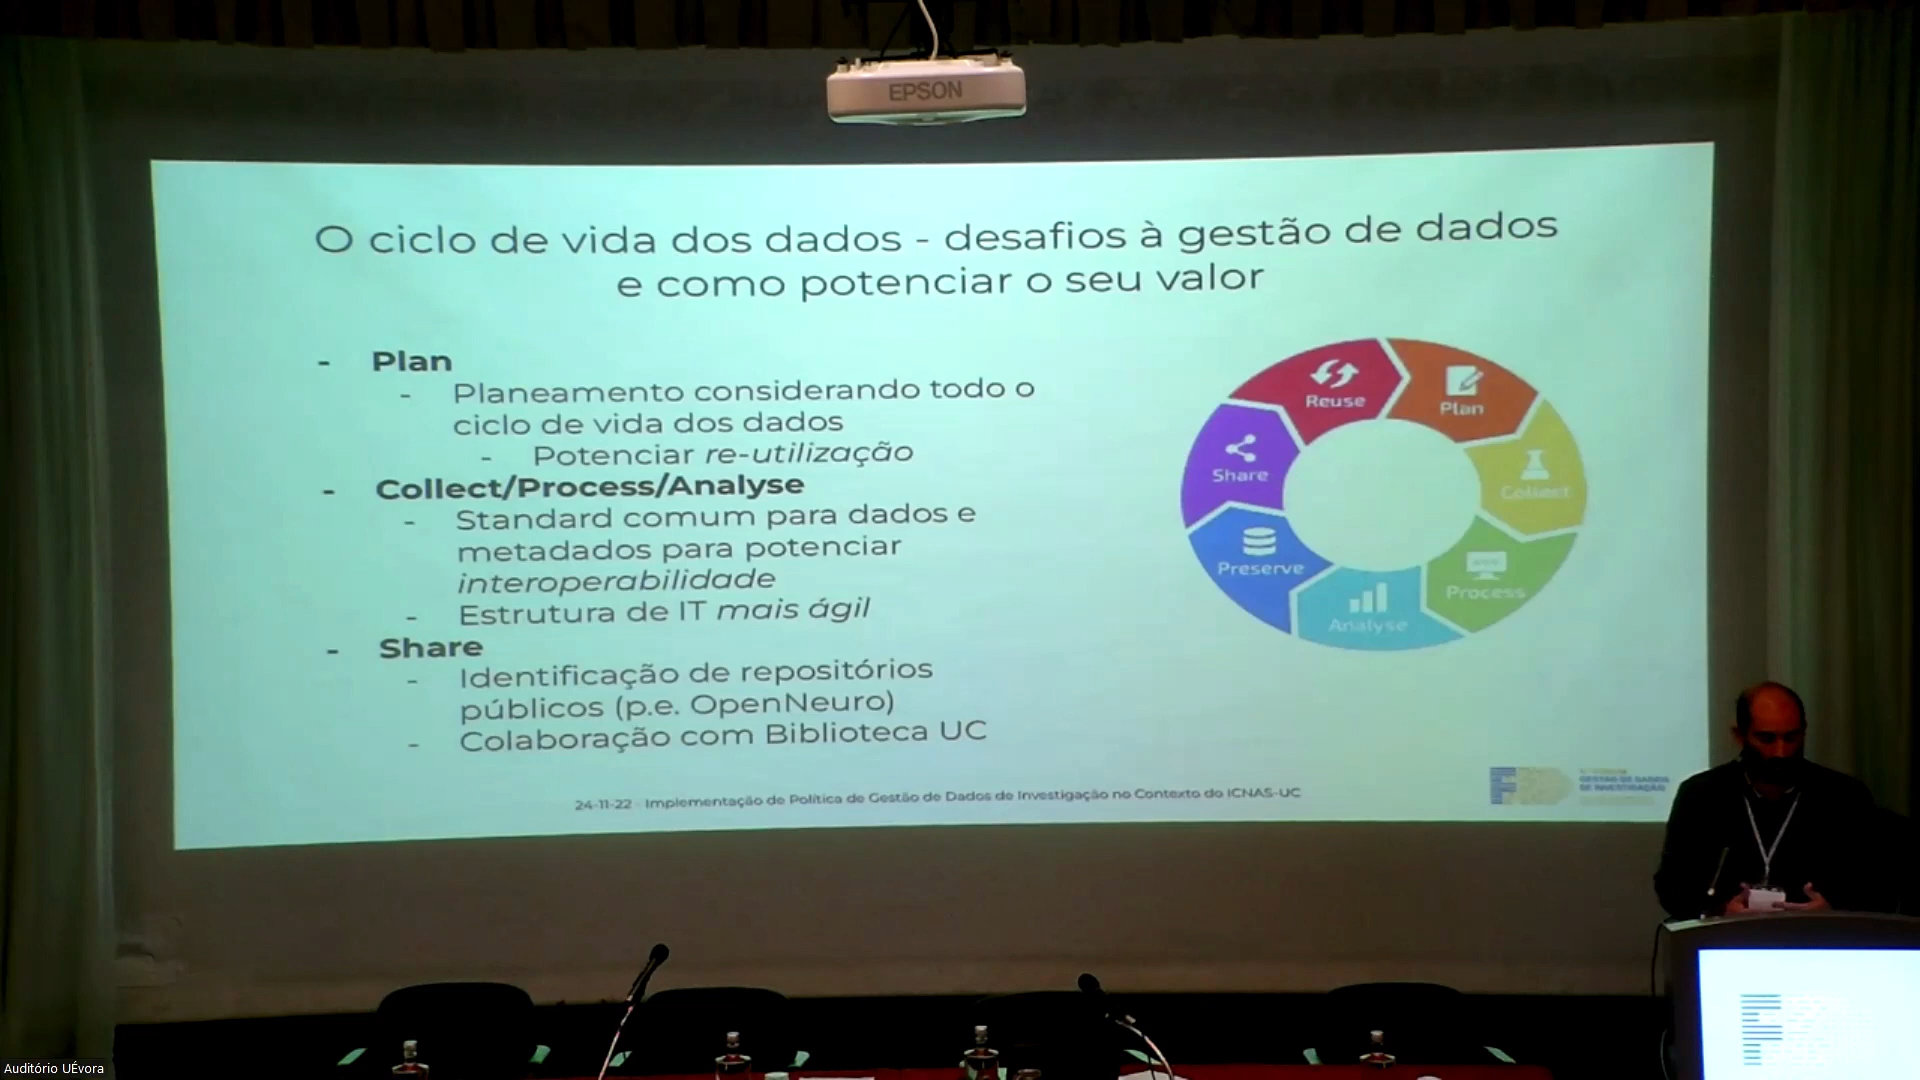 EPSON
O ciclo de vida dos dados - desafios à gestão de dados
e como potenciar o seu valor
- Plan
- Planeamento considerando todo o
ciclo de vida dos dados
- Potenciar re-utilização
- Collect/Process/Analyse
- Standard comum para dados e
metadados para potenciar
interoperabilidade
- Estrutura de IT mais ágil
- Share
- Identificação de repositórios
públicos (p.e. OpenNeuro)
- Colaboração com Biblioteca UC
Reuse
Plan
Share
Collect
Preserve
Process
Analyse
24-11-22 - Implementação de Política de Gestão de Dados de Investigação no Contexto do ICNAS-UC
GESTÃO DE DADOS
DE INVESTIGAÇÃO
Auditório UÉvora